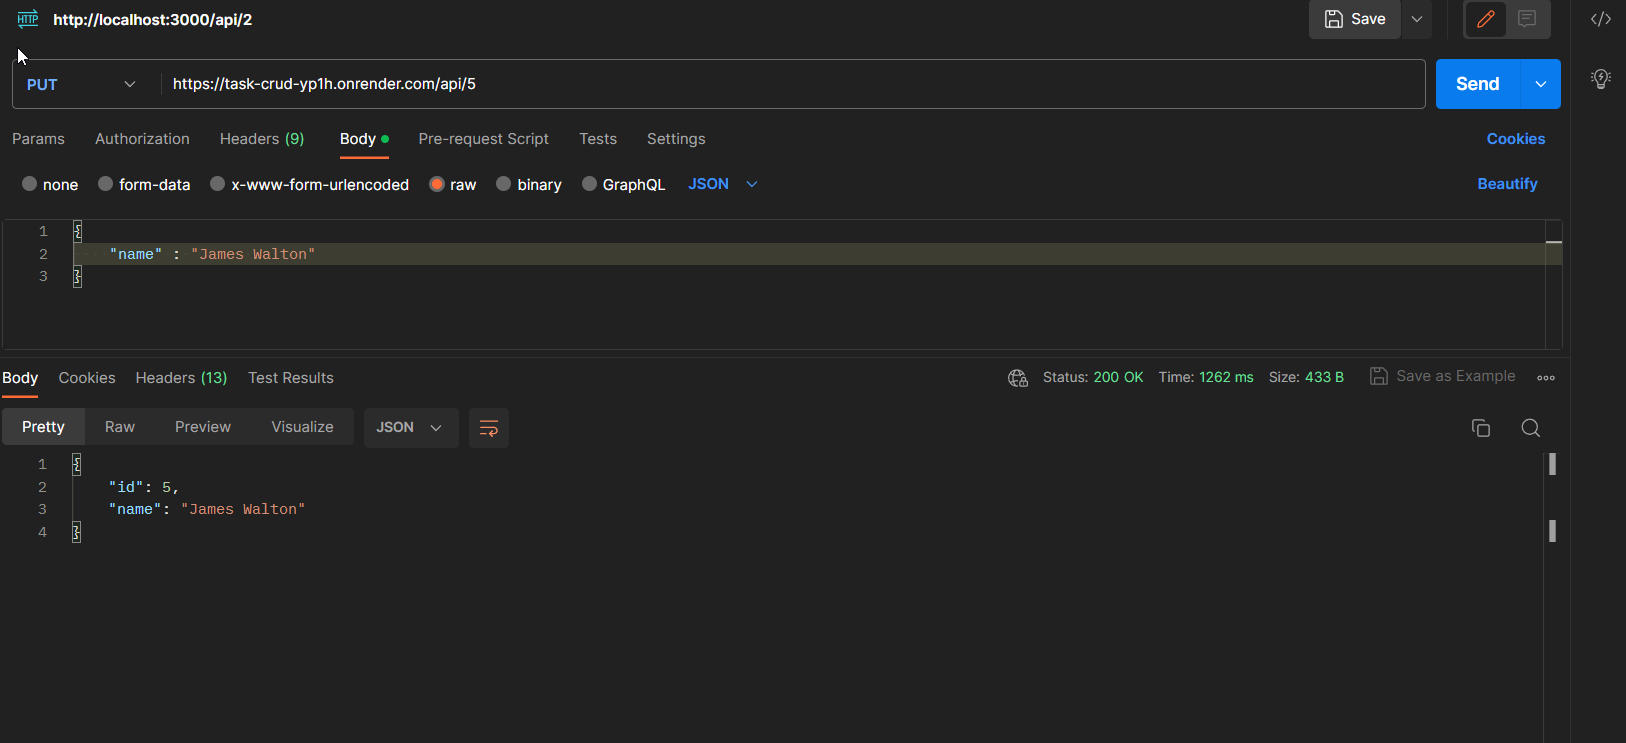 HTTP http://localhost:3000/api/2 Save </>
PUT https://task-crud-yp1h.onrender.com/api/5 Send
Params Authorization Headers (9) Body Pre-request Script Tests Settings Cookies
none form-data x-www-form-urlencoded raw binary GraphQL JSON Beautify
1 {
2 "name" : "James Walton"
3 }
Body Cookies Headers (13) Test Results Status: 200 OK Time: 1262 ms Size: 433 B Save as Example
Pretty Raw Preview Visualize JSON
1 {
2 "id": 5,
3 "name": "James Walton"
4 }